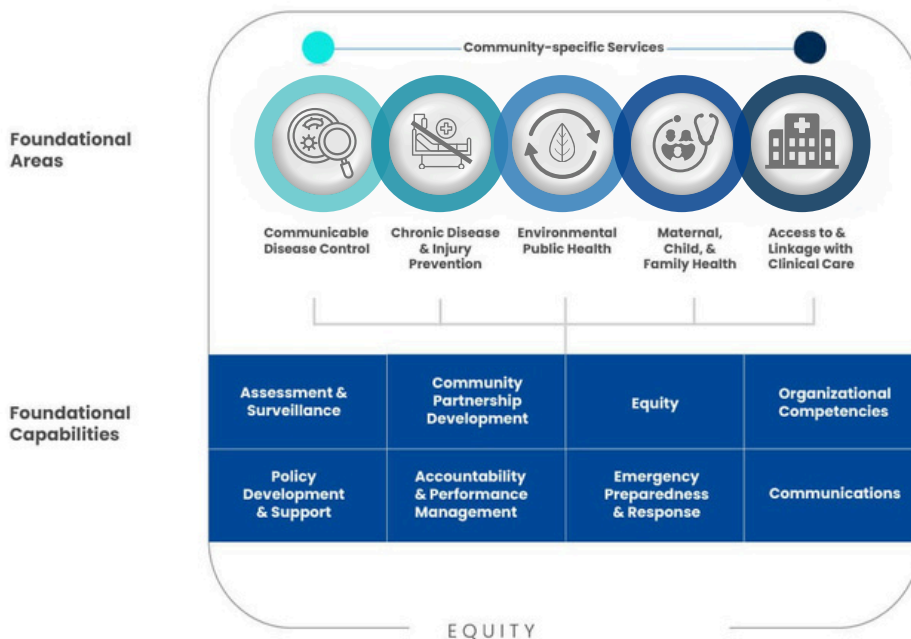 Community-specific Services
Foundational
Areas
Communicable
Disease Control
Chronic Disease
& Injury
Prevention
Environmental
Public Health
Maternal,
Child, &
Family Health
Access to &
Linkage with
Clinical Care
Foundational
Capabilities
Assessment &
Surveillance
Community
Partnership
Development
Equity
Organizational
Competencies
Policy
Development
& Support
Accountability
& Performance
Management
Emergency
Preparedness
& Response
Communications
EQUITY